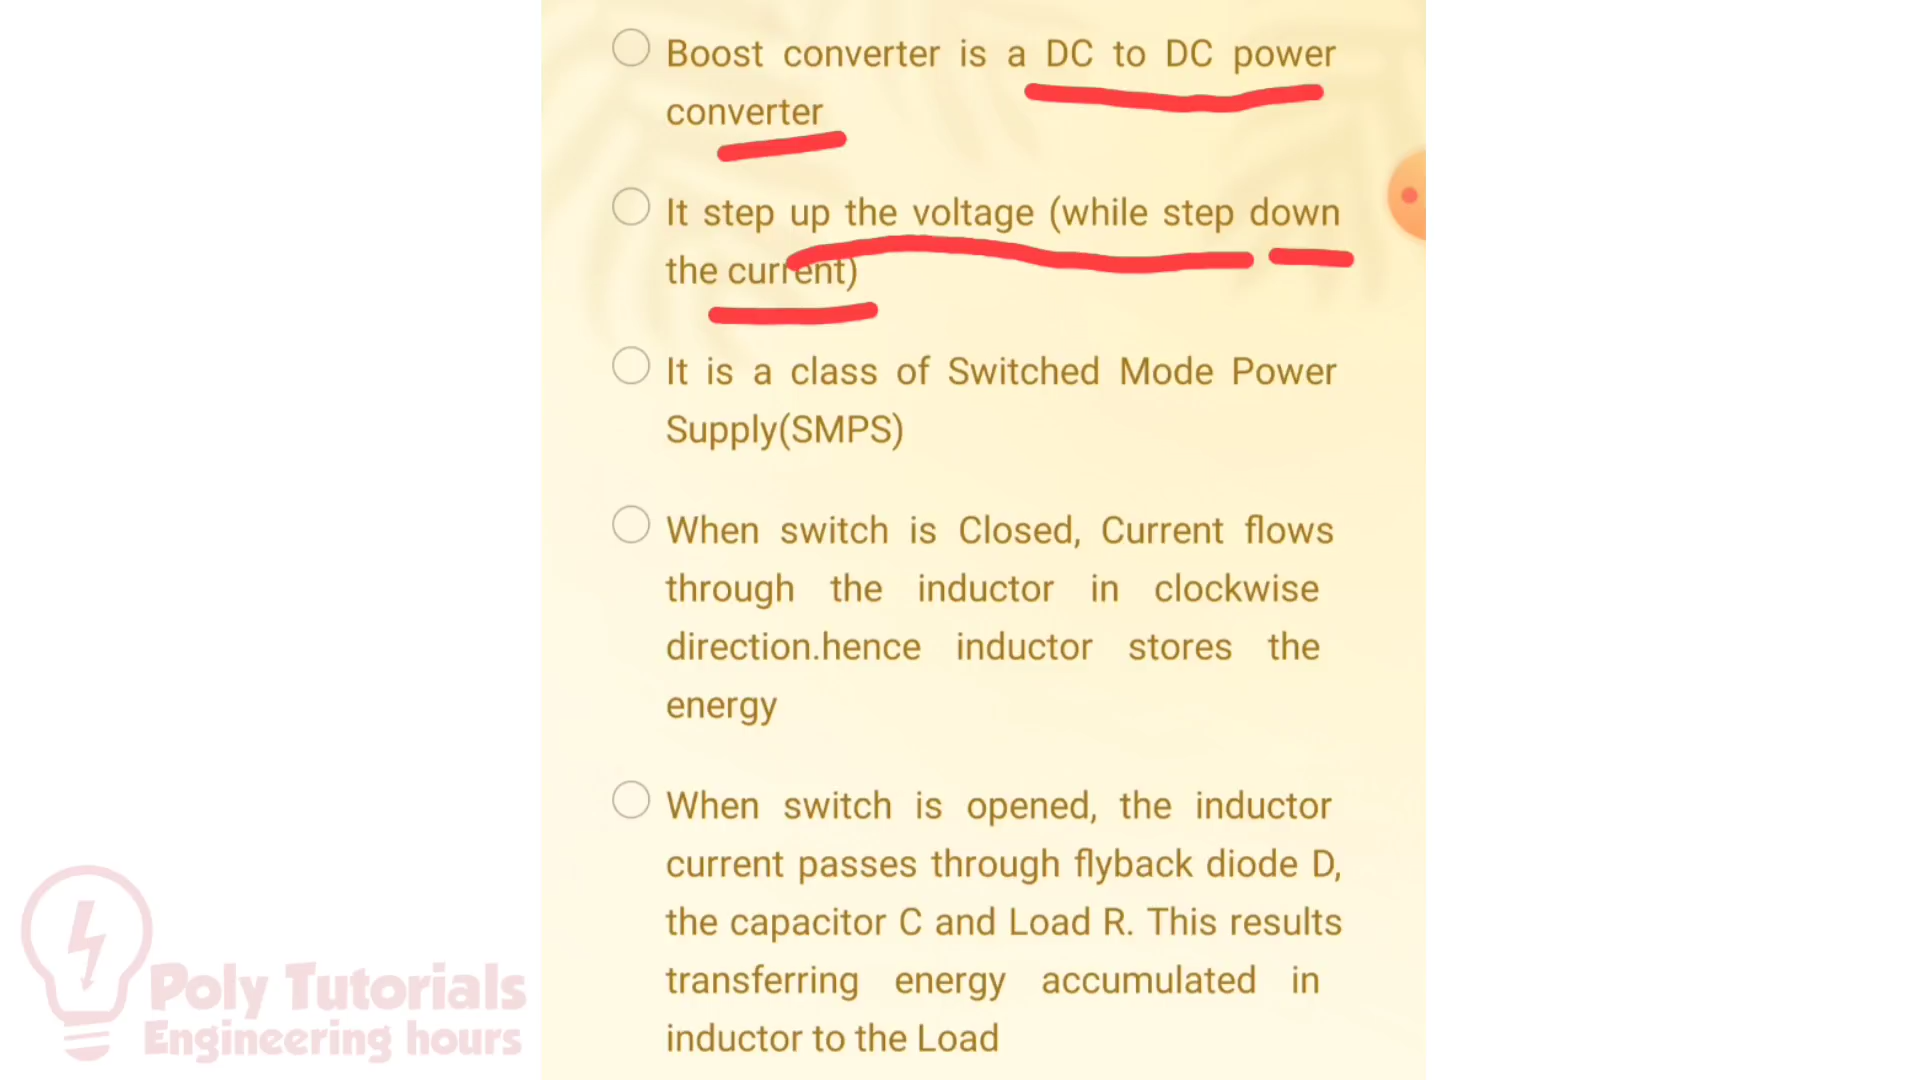 Boost converter is a DC to DC power
converter
It step up the voltage (while step down
the current)
It is a class of Switched Mode Power
Supply(SMPS)
When switch is Closed, Current flows
through the inductor in clockwise
direction.hence inductor stores the
energy
When switch is opened, the inductor
current passes through flyback diode D,
the capacitor C and Load R. This results
transferring energy accumulated in
inductor to the Load
Poly Tutorials
Engineering hours